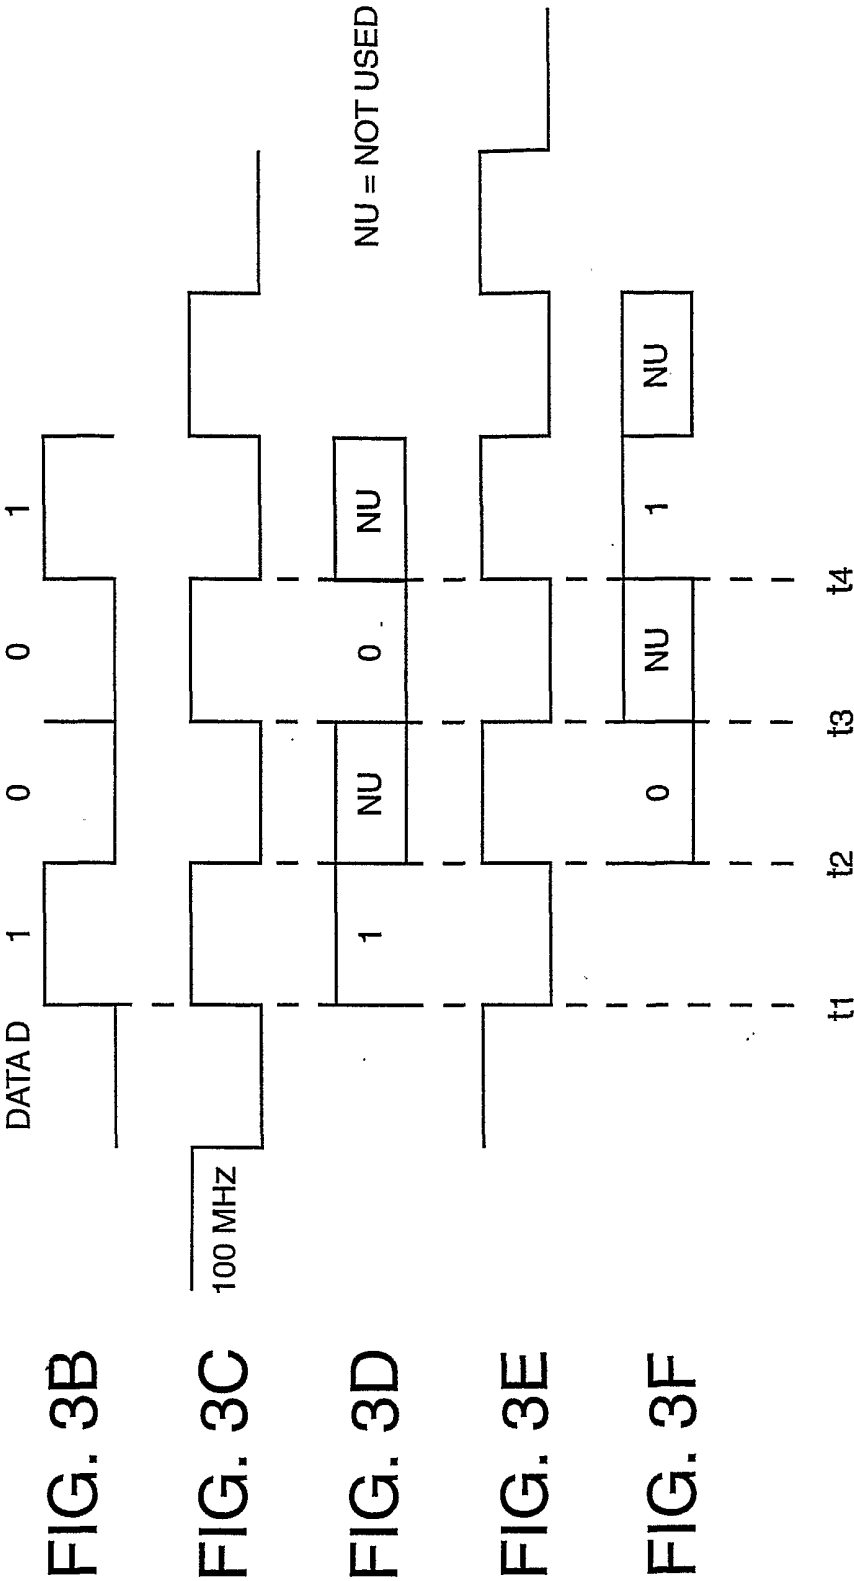 DATA D 1 0 0 1
FIG. 3B
100 MHZ
FIG. 3C
1 NU 0 NU
NU = NOT USED
FIG. 3D
FIG. 3E
0 NU 1 NU
FIG. 3F
t1 t2 t3 t4